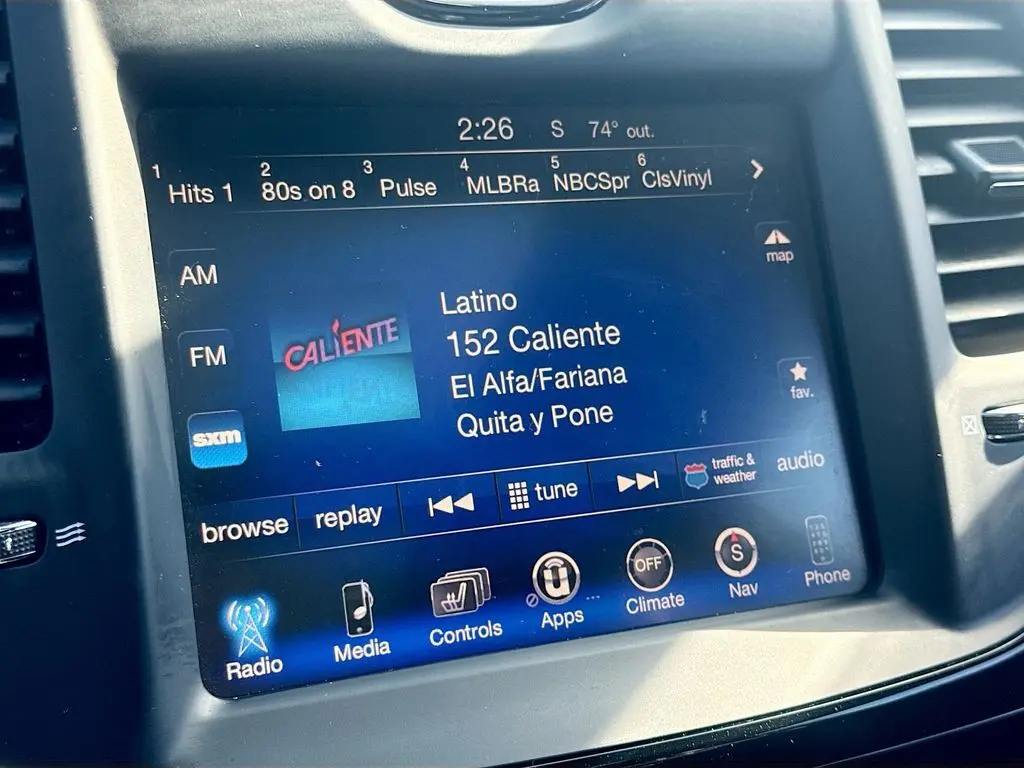 2:26 S 74° out.
1 Hits 1 2 80s on 8 3 Pulse 4 MLBRa 5 NBCSpr 6 ClsVinyl
map
AM
Latino
CALIENTE
152 Caliente
FM
El Alfa/Fariana
fav.
Quita y Pone
sxm
browse replay tune traffic & weather audio
OFF
S
Radio Media Controls Apps Climate Nav Phone